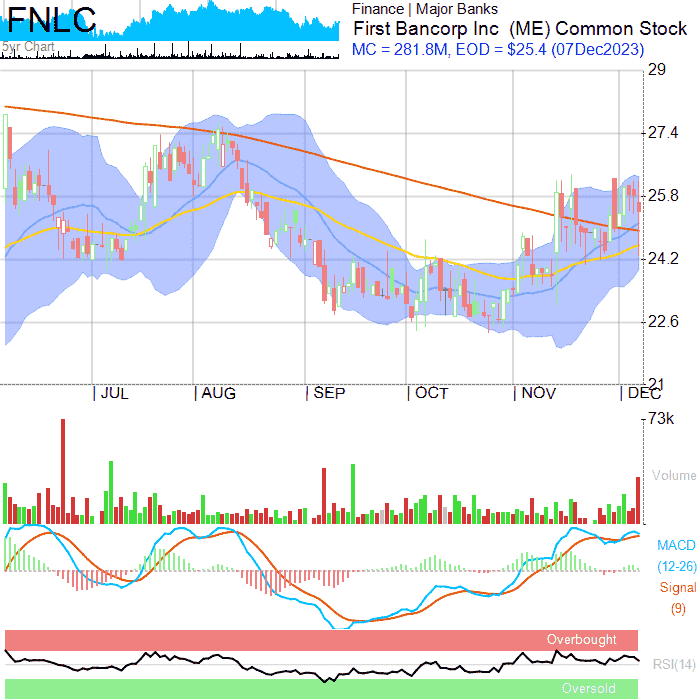 FNLC
5yr Chart
Finance | Major Banks
First Bancorp Inc (ME) Common Stock
MC = 281.8M, EOD = $25.4 (07Dec2023)
29
27.4
25.8
24.2
22.6
21
JUL AUG SEP OCT NOV DEC
73k
Volume
MACD
(12-26)
Signal
(9)
Overbought
RSI(14)
Oversold